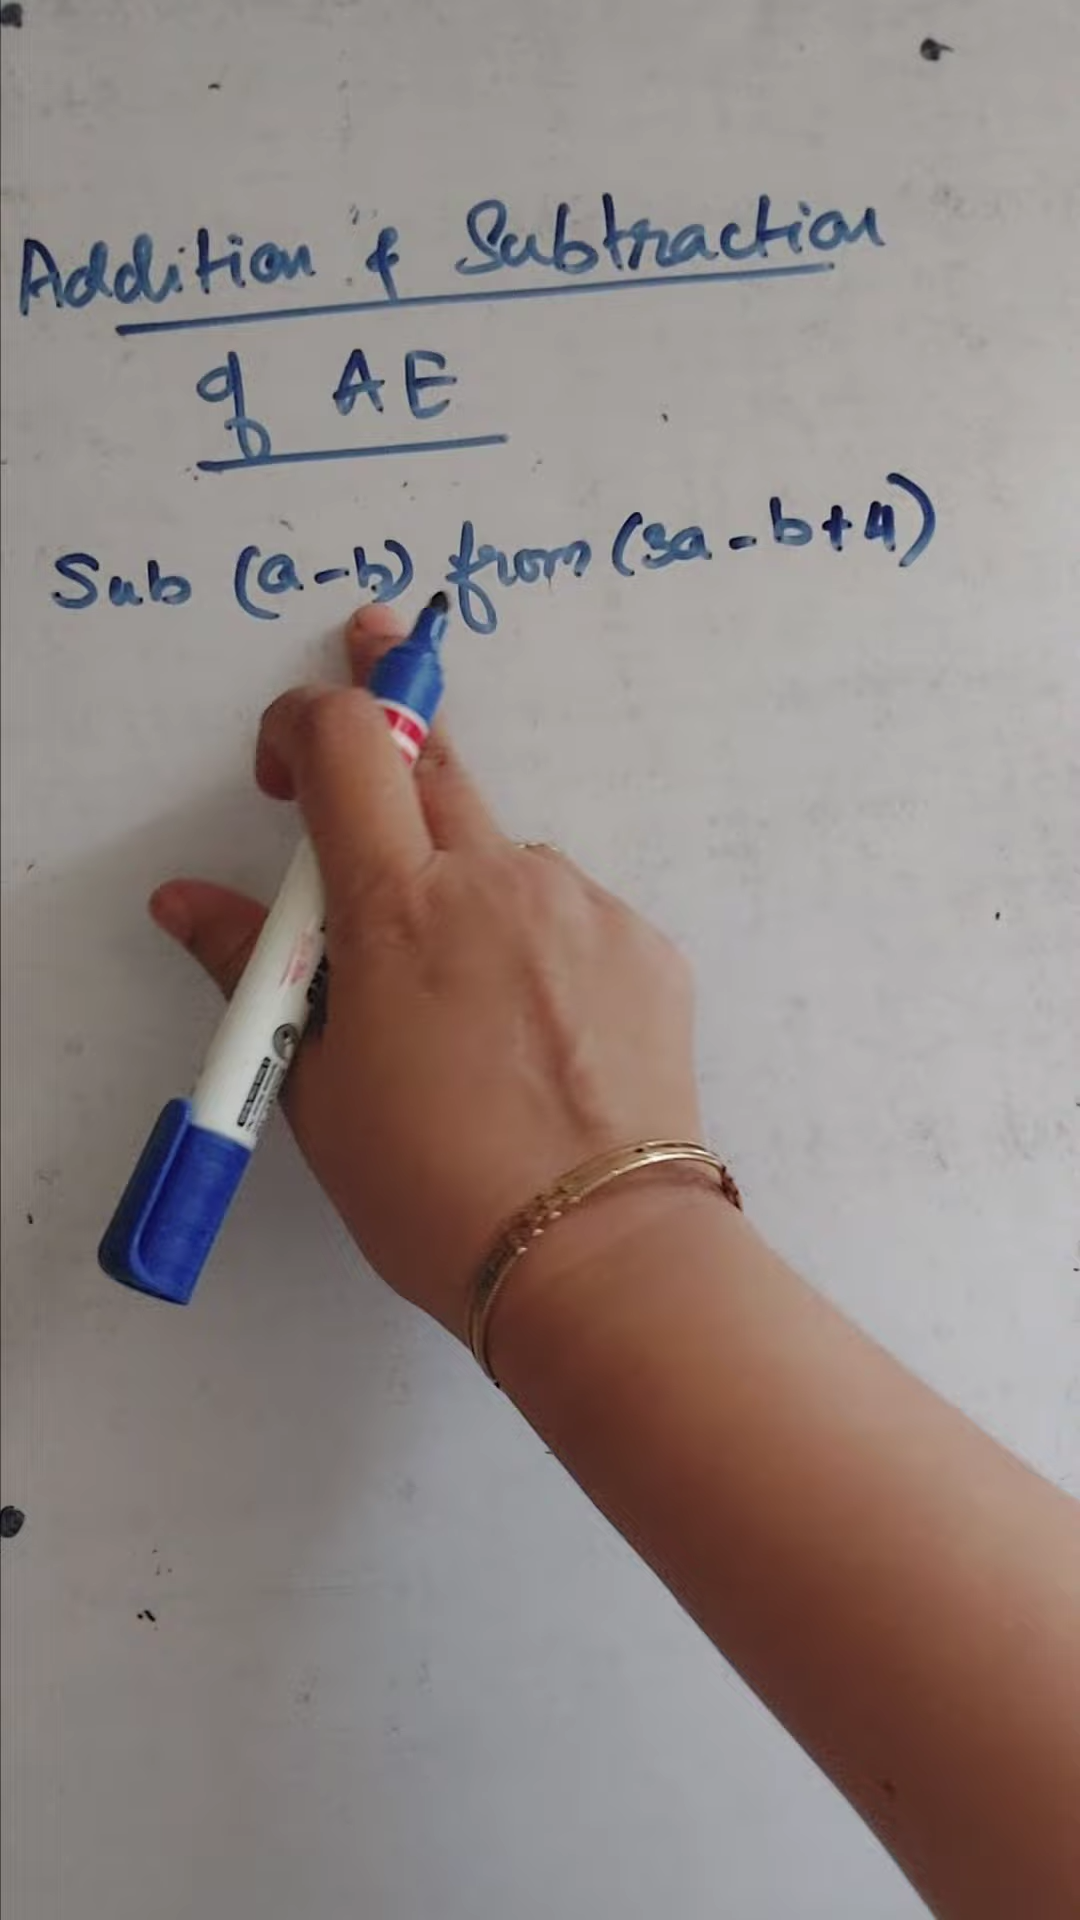 Addition & Subtraction
of AE
Sub (a-b) from (3a-b+4)